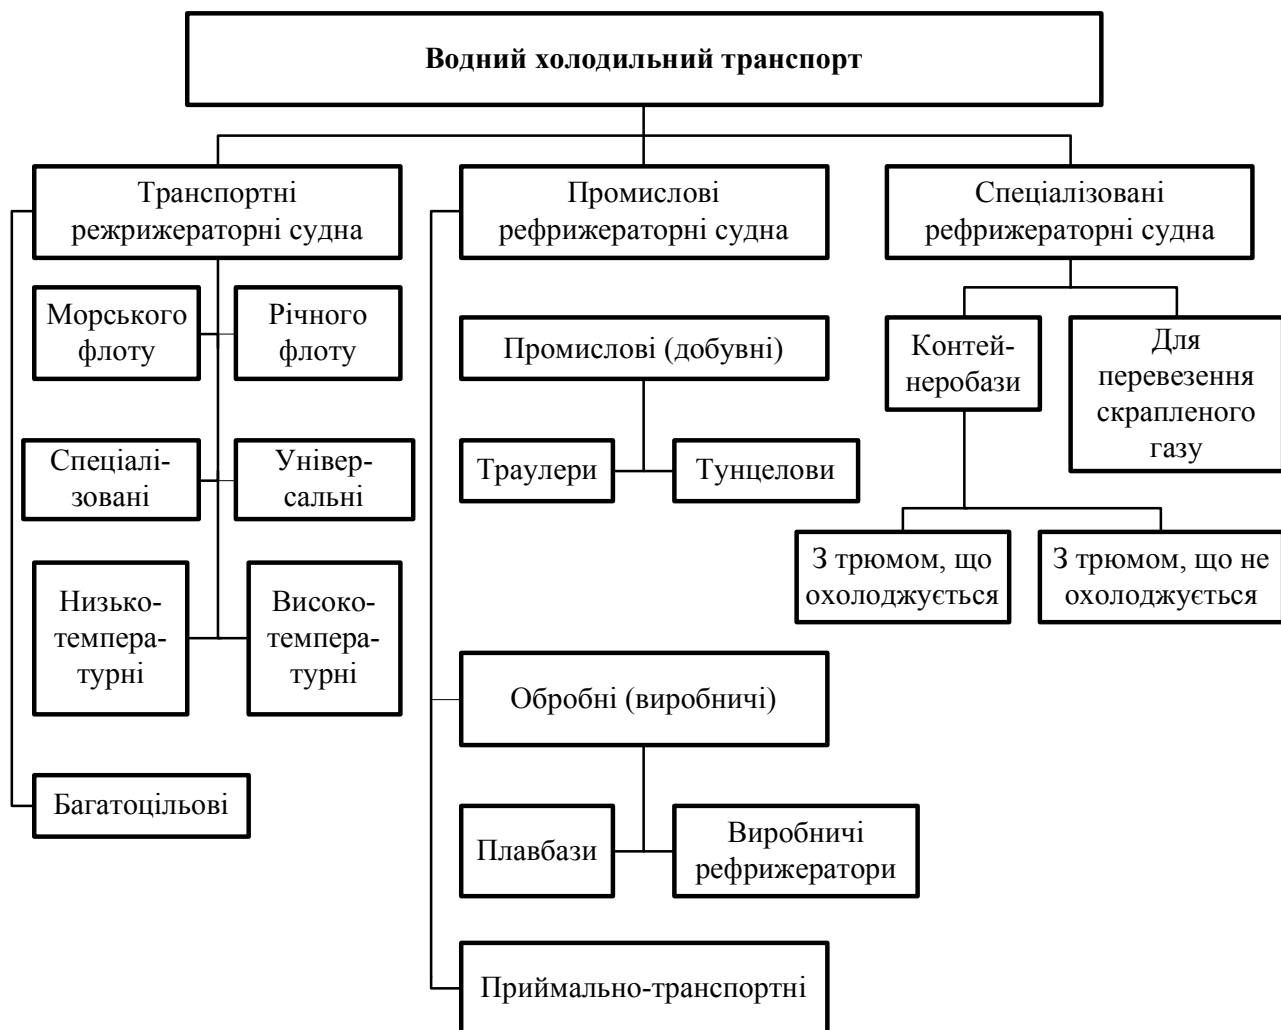 Водний холодильний транспорт
Транспортні
режрижераторні судна
Промислові
рефрижераторні судна
Спеціалізовані
рефрижераторні судна
Морського
флоту
Річного
флоту
Спеціалі-
зовані
Універ-
сальні
Низько-
темпера-
турні
Високо-
темпера-
турні
Багатоцільові
Промислові (добувні)
Траулери
Тунцелови
Обробні (виробничі)
Плавбази
Виробничі
рефрижератори
Приймально-транспортні
Контей-
неробази
Для
перевезення
скрапленого
газу
З трюмом, що
охолоджується
З трюмом, що не
охолоджується